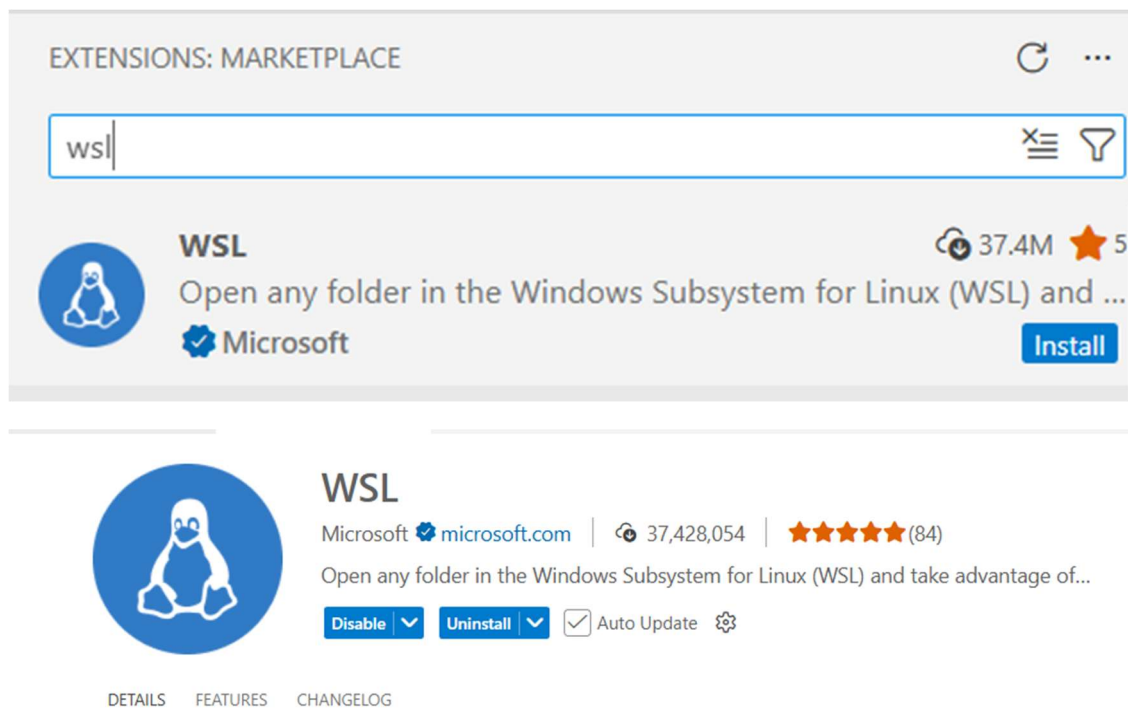 EXTENSIONS: MARKETPLACE
wsl
WSL 37.4M 5
Open any folder in the Windows Subsystem for Linux (WSL) and ...
Microsoft Install
WSL
Microsoft microsoft.com 37,428,054 (84)
Open any folder in the Windows Subsystem for Linux (WSL) and take advantage of...
Disable Uninstall Auto Update
DETAILS FEATURES CHANGELOG